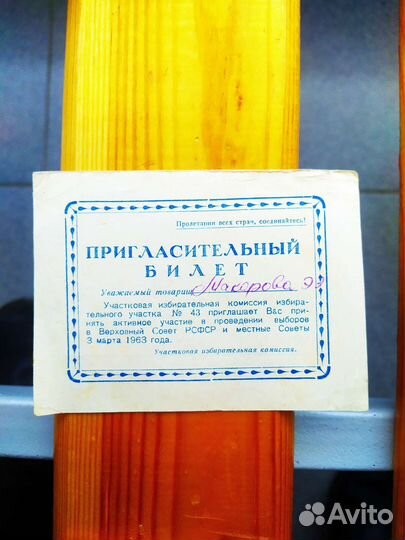 Пролетарии всех стран, соединяйтесь!
ПРИГЛАСИТЕЛЬНЫЙ
БИЛЕТ
Уважаемый товарищ Макарова
Участковая избирательная комиссия избира-
тельного участка № 43 приглашает Вас при-
нять активное участие в проведении выборов
в Верховный Совет РСФСР и местные Советы
3 марта 1963 года.
Участковая избирательная комиссия.
Avito